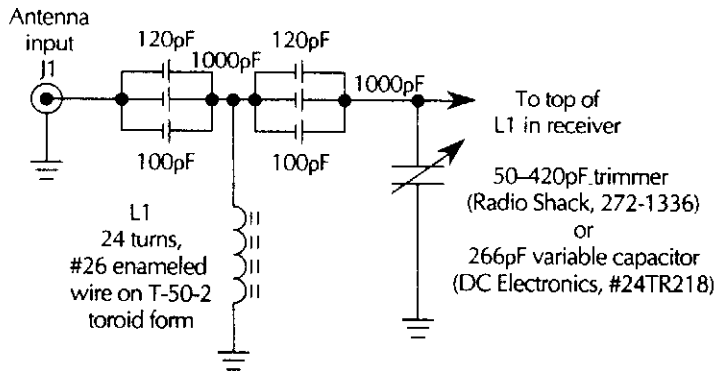 Antenna
input
J1
120pF
1000pF
100pF
120pF
1000pF
100pF
To top of
L1 in receiver
50–420pF trimmer
(Radio Shack, 272-1336)
or
266pF variable capacitor
(DC Electronics, #24TR218)
L1
24 turns,
#26 enameled
wire on T-50-2
toroid form